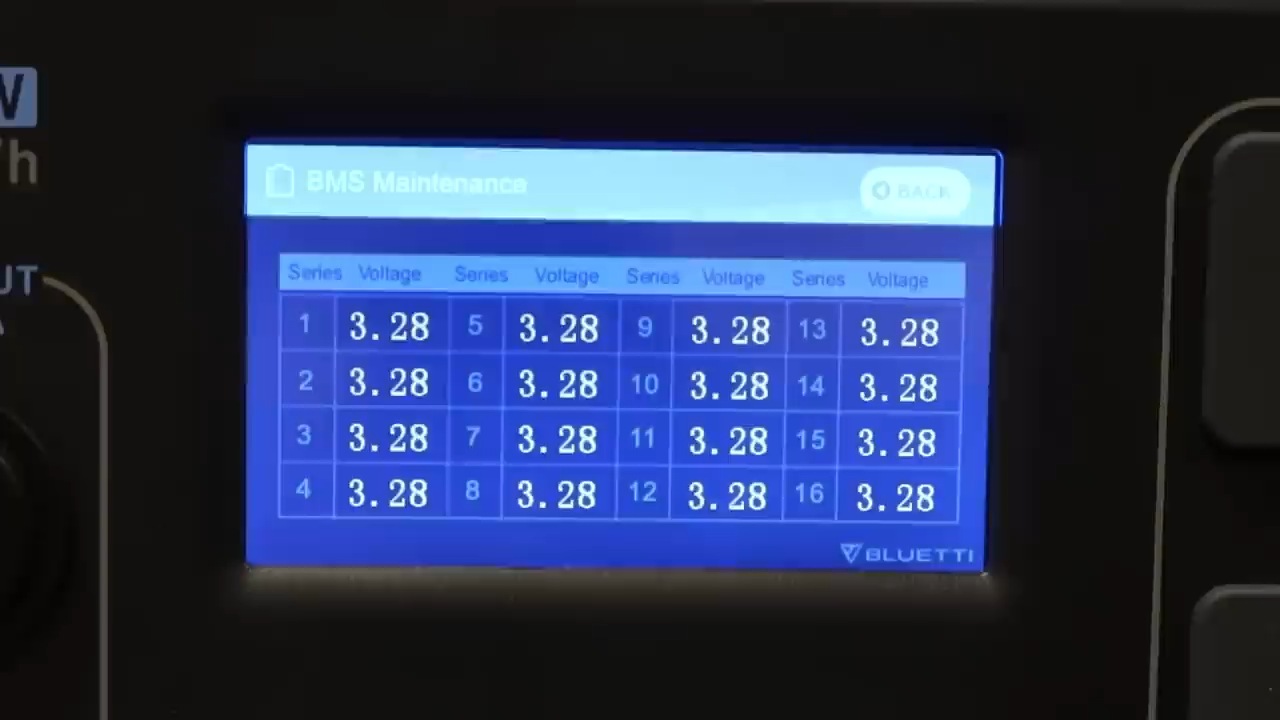 W
BMS Maintenance
BACK
h
Series Voltage Series Voltage Series Voltage Series Voltage
UT
1 3.28 5 3.28 9 3.28 13 3.28
2 3.28 6 3.28 10 3.28 14 3.28
3 3.28 7 3.28 11 3.28 15 3.28
4 3.28 8 3.28 12 3.28 16 3.28
BLUETTI